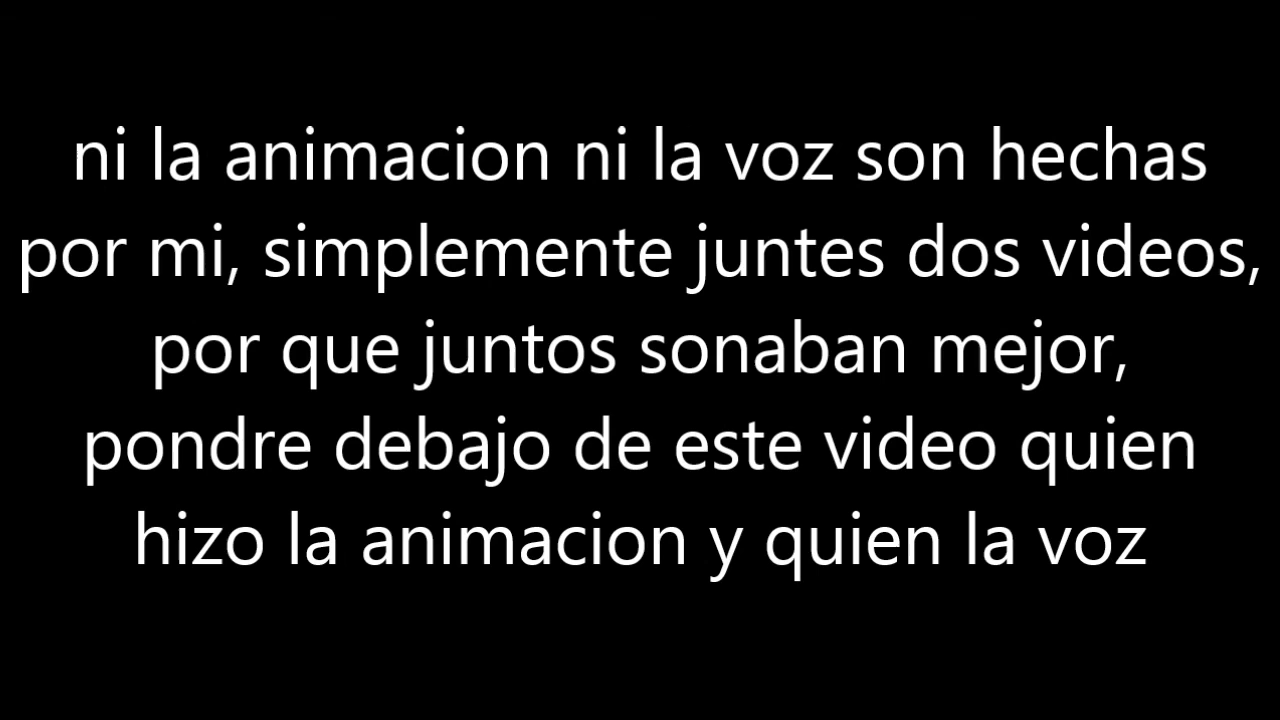 ni la animacion ni la voz son hechas
por mi, simplemente juntes dos videos,
por que juntos sonaban mejor,
pondre debajo de este video quien
hizo la animacion y quien la voz